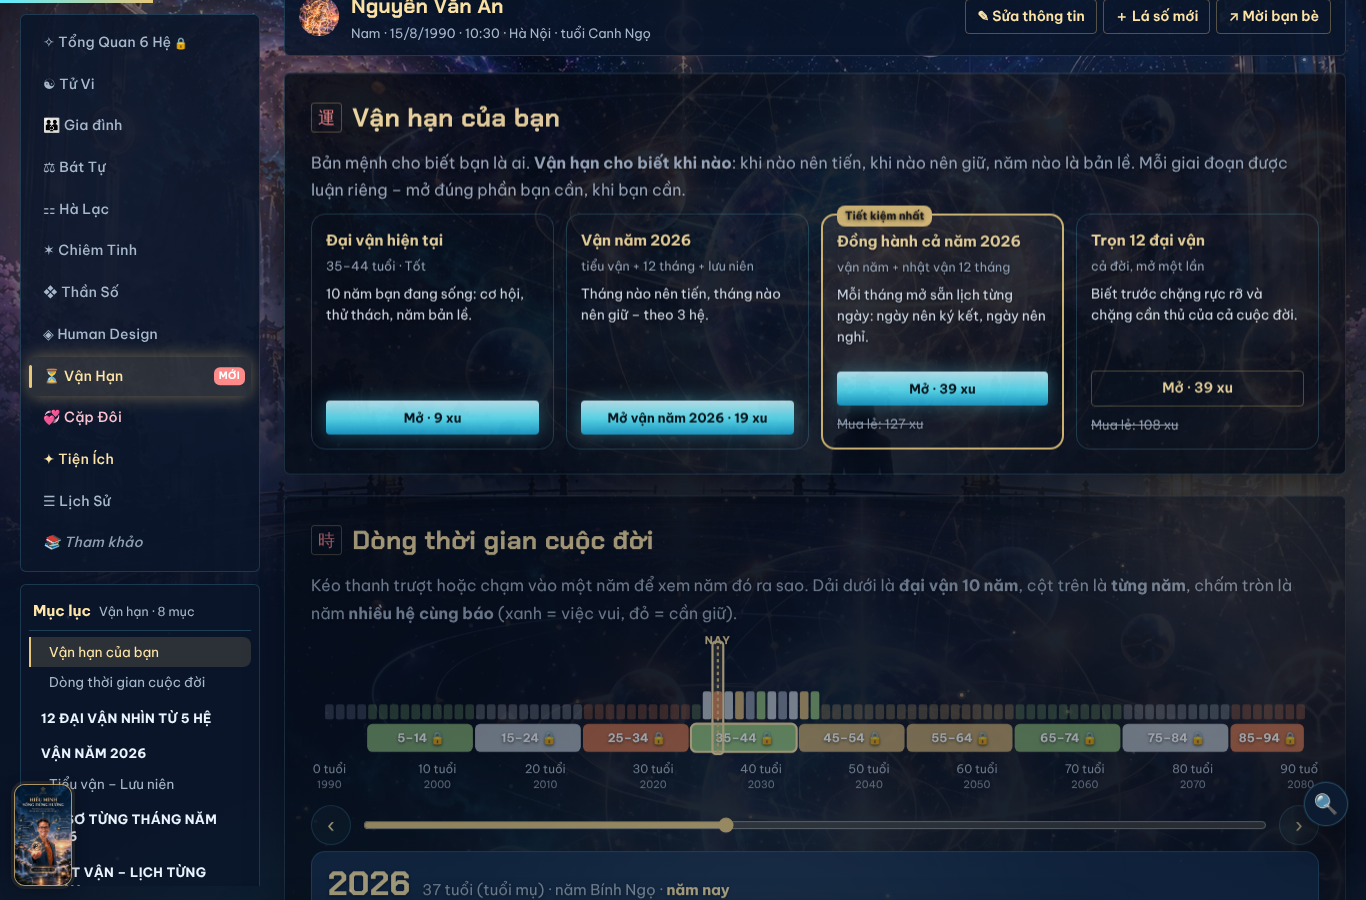 Nguyễn Văn An
Nam · 15/8/1990 · 10:30 · Hà Nội · tuổi Canh Ngọ
✎ Sửa thông tin
+ Lá số mới
↗ Mời bạn bè
✧ Tổng Quan 6 Hệ 🔒
☯ Tử Vi
👪 Gia đình
⚖ Bát Tự
⚏ Hà Lạc
✶ Chiêm Tinh
❖ Thần Số
◈ Human Design
⏳ Vận Hạn MỚI
💞 Cặp Đôi
✦ Tiện Ích
☰ Lịch Sử
📚 Tham khảo
Mục lục Vận hạn · 8 mục
Vận hạn của bạn
Dòng thời gian cuộc đời
12 ĐẠI VẬN NHÌN TỪ 5 HỆ
VẬN NĂM 2026
Tiểu vận – Lưu niên
SƠ TỪNG THÁNG NĂM
VẬN – LỊCH TỪNG
HIỂU MÌNH
運 Vận hạn của bạn
Bản mệnh cho biết bạn là ai. Vận hạn cho biết khi nào: khi nào nên tiến, khi nào nên giữ, năm nào là bản lề. Mỗi giai đoạn được
luận riêng – mở đúng phần bạn cần, khi bạn cần.
Đại vận hiện tại
35–44 tuổi · Tốt
10 năm bạn đang sống: cơ hội,
thử thách, năm bản lề.
Mở · 9 xu
Vận năm 2026
tiểu vận + 12 tháng + lưu niên
Tháng nào nên tiến, tháng nào
nên giữ – theo 3 hệ.
Mở vận năm 2026 · 19 xu
Tiết kiệm nhất
Đồng hành cả năm 2026
vận năm + nhật vận 12 tháng
Mỗi tháng mở sẵn lịch từng
ngày: ngày nên ký kết, ngày nên
nghỉ.
Mở · 39 xu
Mua lẻ: 127 xu
Trọn 12 đại vận
cả đời, mở một lần
Biết trước chặng rực rỡ và
chặng cần thủ của cả cuộc đời.
Mở · 39 xu
Mua lẻ: 108 xu
時 Dòng thời gian cuộc đời
Kéo thanh trượt hoặc chạm vào một năm để xem năm đó ra sao. Dải dưới là đại vận 10 năm, cột trên là từng năm, chấm tròn là
năm nhiều hệ cùng báo (xanh = việc vui, đỏ = cần giữ).
NAY
5–14 🔒 15–24 🔒 25–34 🔒 35–44 🔒 45–54 🔒 55–64 🔒 65–74 🔒 75–84 🔒 85–94 🔒
0 tuổi 10 tuổi 20 tuổi 30 tuổi 40 tuổi 50 tuổi 60 tuổi 70 tuổi 80 tuổi 90 tuổ
1990 2000 2010 2020 2030 2040 2050 2060 2070 2080
‹ ›
2026 37 tuổi (tuổi mụ) · năm Bính Ngọ · năm nay